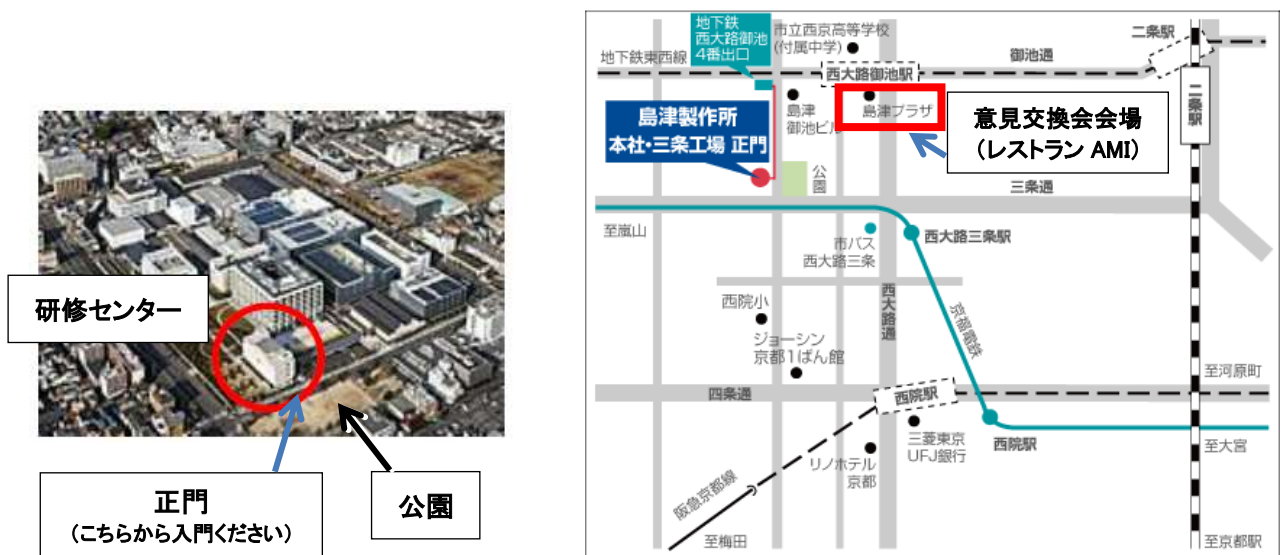 研修センター
正門
(こちらから入門ください)
公園
地下鉄
西大路御池
4番出口
市立西京高等学校
(付属中学)
二条駅
地下鉄東西線
西大路御池駅
御池通
島津製作所
本社・三条工場 正門
島津
御池ビル
島津プラザ
意見交換会会場
(レストラン AMI)
二条駅
公園
三条通
至嵐山
市バス
西大路三条
西大路三条駅
西院小
西大路通
京福電鉄
ジョーシン
京都1ばん館
至河原町
四条通
西院駅
三菱東京
UFJ銀行
西院駅
至大宮
リノホテル
京都
阪急京都線
至梅田
至京都駅